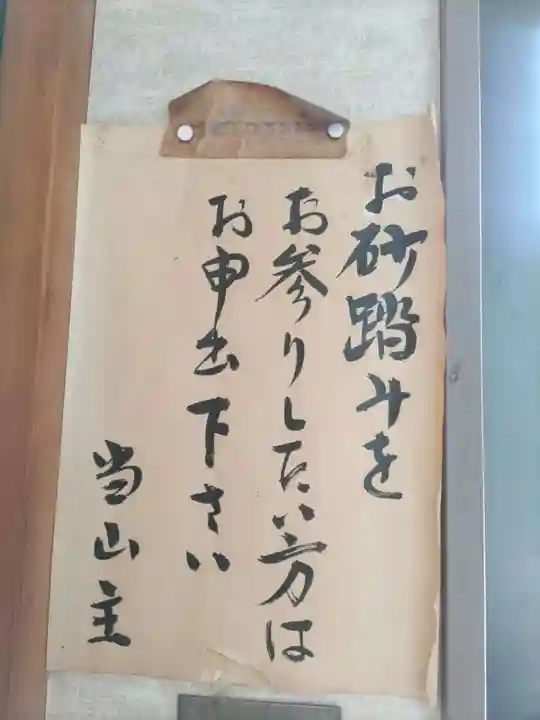 お砂踏みを
お参りしたい方は
お申出下さい
当山主